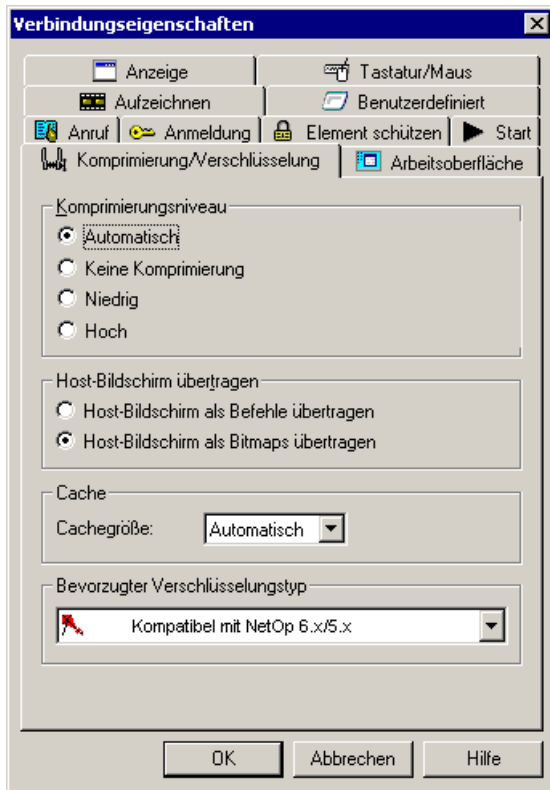 Verbindungseigenschaften
Anzeige
Tastatur/Maus
Aufzeichnen
Benutzerdefiniert
Anruf
Anmeldung
Element schützen
Start
Komprimierung/Verschlüsselung
Arbeitsoberfläche
Komprimierungsniveau
Automatisch
Keine Komprimierung
Niedrig
Hoch
Host-Bildschirm übertragen
Host-Bildschirm als Befehle übertragen
Host-Bildschirm als Bitmaps übertragen
Cache
Cachegröße: Automatisch
Bevorzugter Verschlüsselungstyp
Kompatibel mit NetOp 6.x/5.x
OK Abbrechen Hilfe